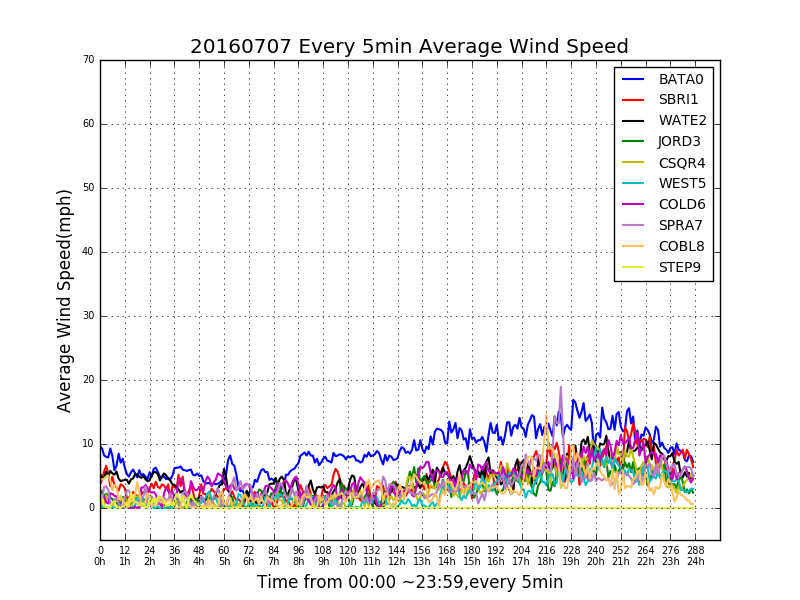 20160707 Every 5min Average Wind Speed
70
60
50
40
30
20
10
0
Average Wind Speed(mph)
BATA0
SBRI1
WATE2
JORD3
CSQR4
WEST5
COLD6
SPRA7
COBL8
STEP9
0 12 24 36 48 60 72 84 96 108 120 132 144 156 168 180 192 204 216 228 240 252 264 276 288
0h 1h 2h 3h 4h 5h 6h 7h 8h 9h 10h 11h 12h 13h 14h 15h 16h 17h 18h 19h 20h 21h 22h 23h 24h
Time from 00:00 ~23:59,every 5min